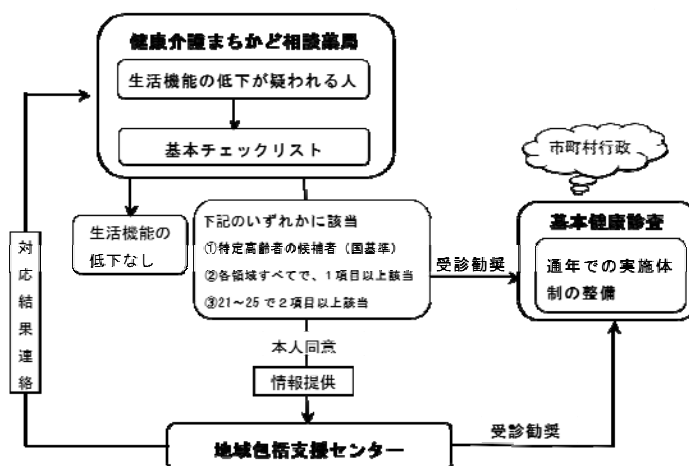 健康介護まちかど相談薬局
生活機能の低下が疑われる人
基本チェックリスト
市町村行政
生活機能の
低下なし
下記のいずれかに該当
①特定高齢者の候補者（国基準）
②各領域すべてで、1項目以上該当
③21～25で2項目以上該当
受診勧奨
基本健康診査
通年での実施体
制の整備
対応結果連絡
本人同意
情報提供
地域包括支援センター
受診勧奨